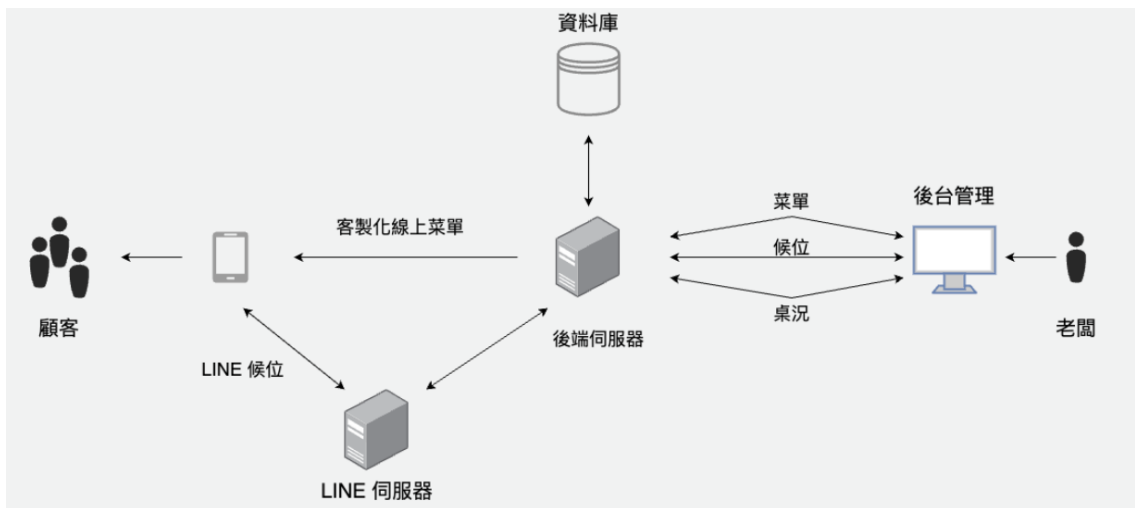 資料庫
菜單
後台管理
客製化線上菜單
候位
桌況
顧客
後端伺服器
老闆
LINE 候位
LINE 伺服器